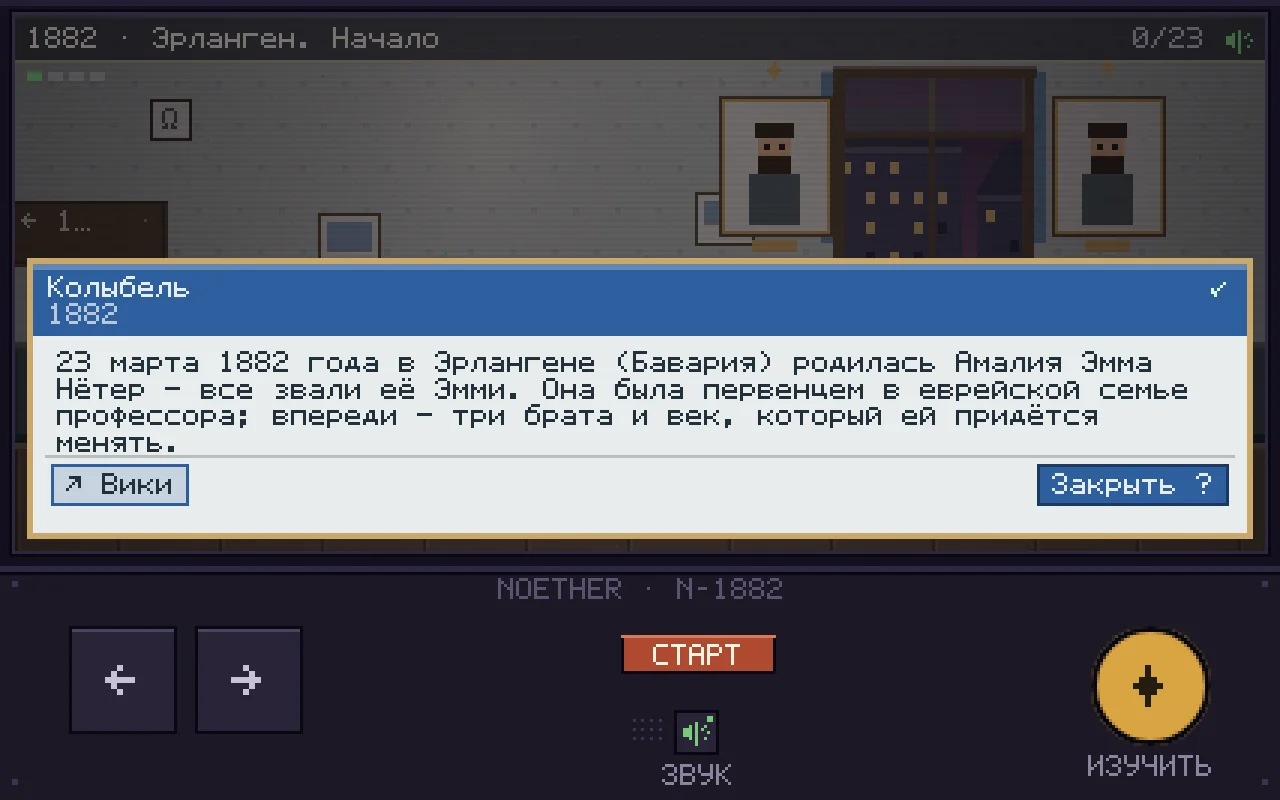 1882 · Эрланген. Начало
0/23
Ω
← 1…
Колыбель
✓
1882
23 марта 1882 года в Эрлангене (Бавария) родилась Амалия Эмма
Нётер – все звали её Эмми. Она была первенцем в еврейской семье
профессора; впереди – три брата и век, который ей придётся
менять.
↗ Вики
Закрыть ?
NOETHER · N-1882
← →
СТАРТ
ЗВУК
ИЗУЧИТЬ